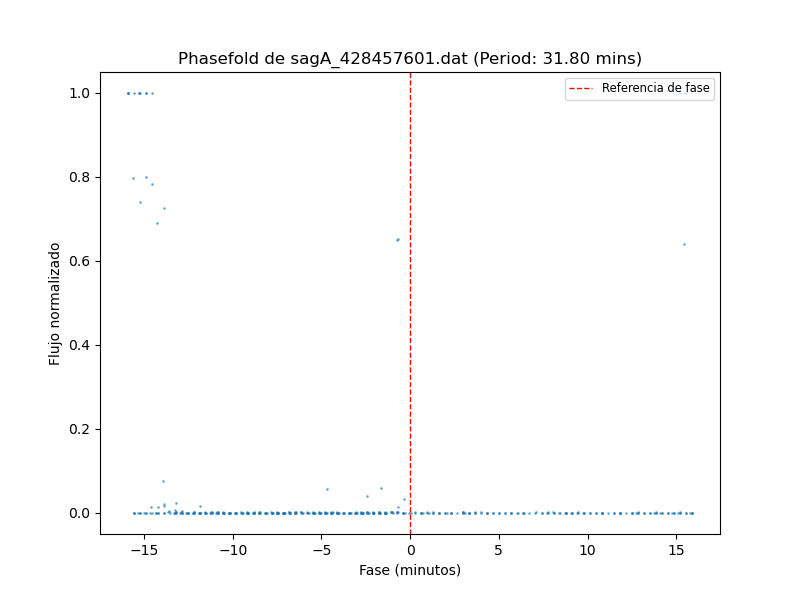 Phasefold de sagA_428457601.dat (Period: 31.80 mins)
Referencia de fase
Flujo normalizado
1.0
0.8
0.6
0.4
0.2
0.0
−15 −10 −5 0 5 10 15
Fase (minutos)